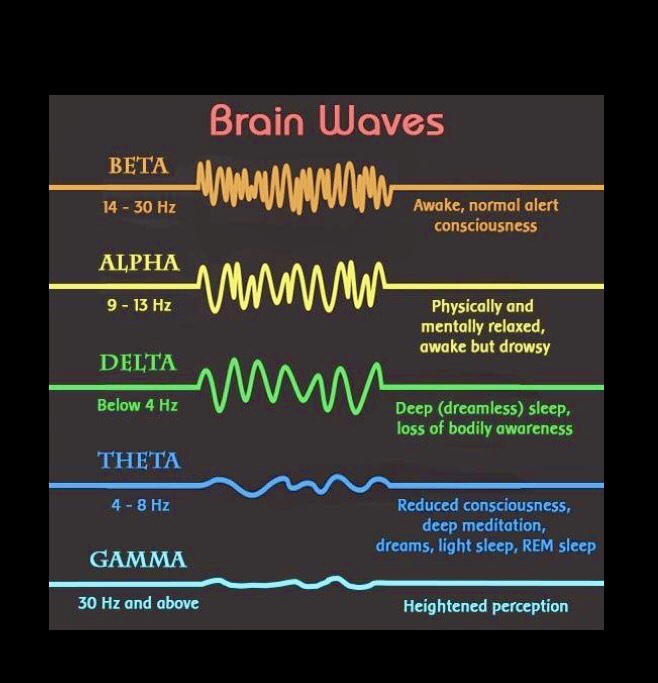 Brain Waves
BETA
14 - 30 Hz
Awake, normal alert
consciousness
ALPHA
9 - 13 Hz
Physically and
mentally relaxed,
awake but drowsy
DELTA
Below 4 Hz
Deep (dreamless) sleep,
loss of bodily awareness
THETA
4 - 8 Hz
Reduced consciousness,
deep meditation,
dreams, light sleep, REM sleep
GAMMA
30 Hz and above
Heightened perception